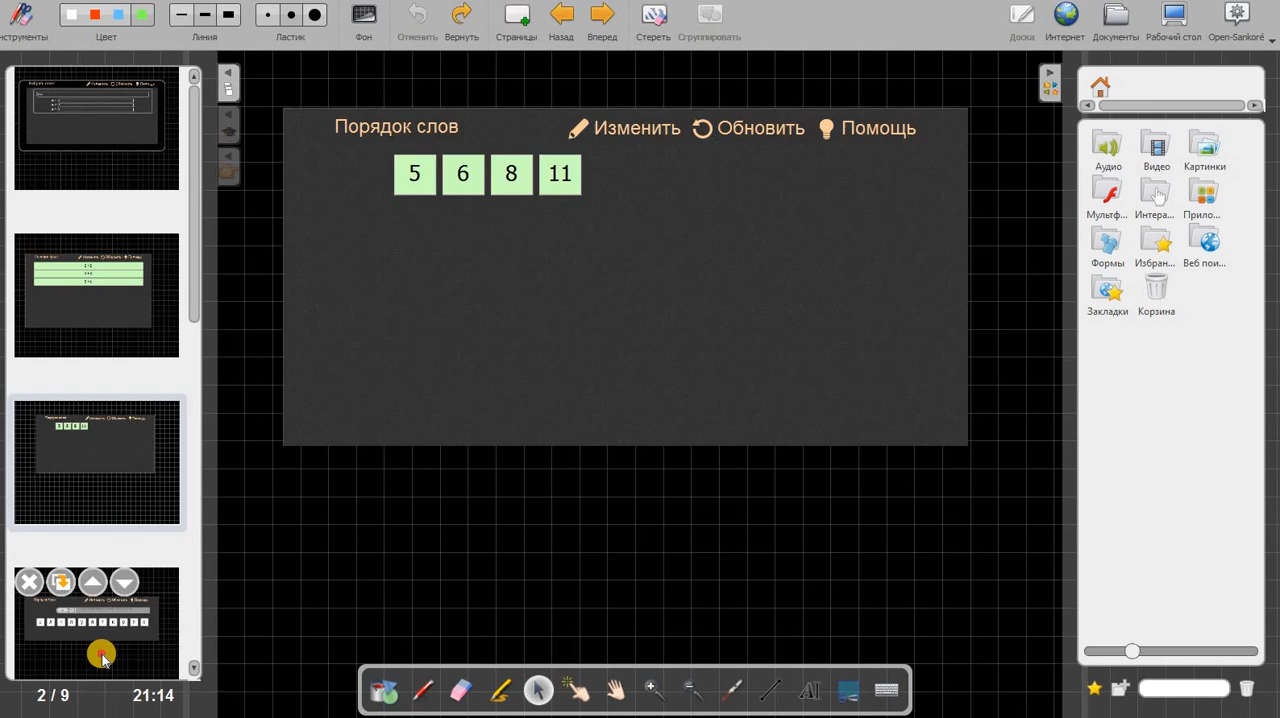 нструменты
Цвет
Линия
Ластик
Фон
Отменить
Вернуть
Страницы
Назад
Вперед
Стереть
Сгруппировать
Доска
Интернет
Документы
Рабочий стол
Open-Sankoré
Порядок слов
Изменить
Обновить
Помощь
5 6 8 11
Аудио
Видео
Картинки
Мультф...
Интера...
Прило...
Формы
Избран...
Веб пои...
Закладки
Корзина
2 / 9
21:14